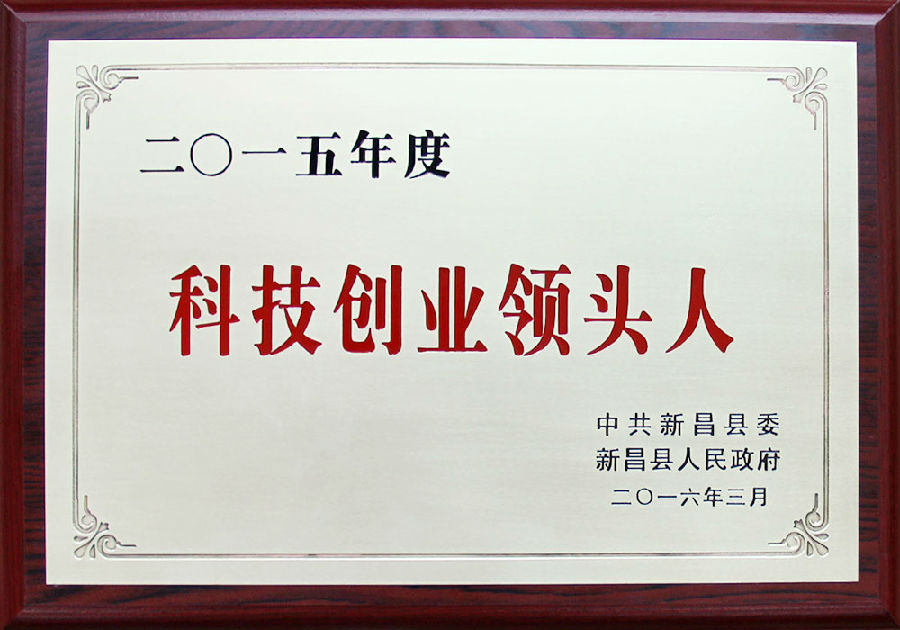 二〇一五年度
科技创业领头人
中共新昌县委
新昌县人民政府
二〇一六年三月